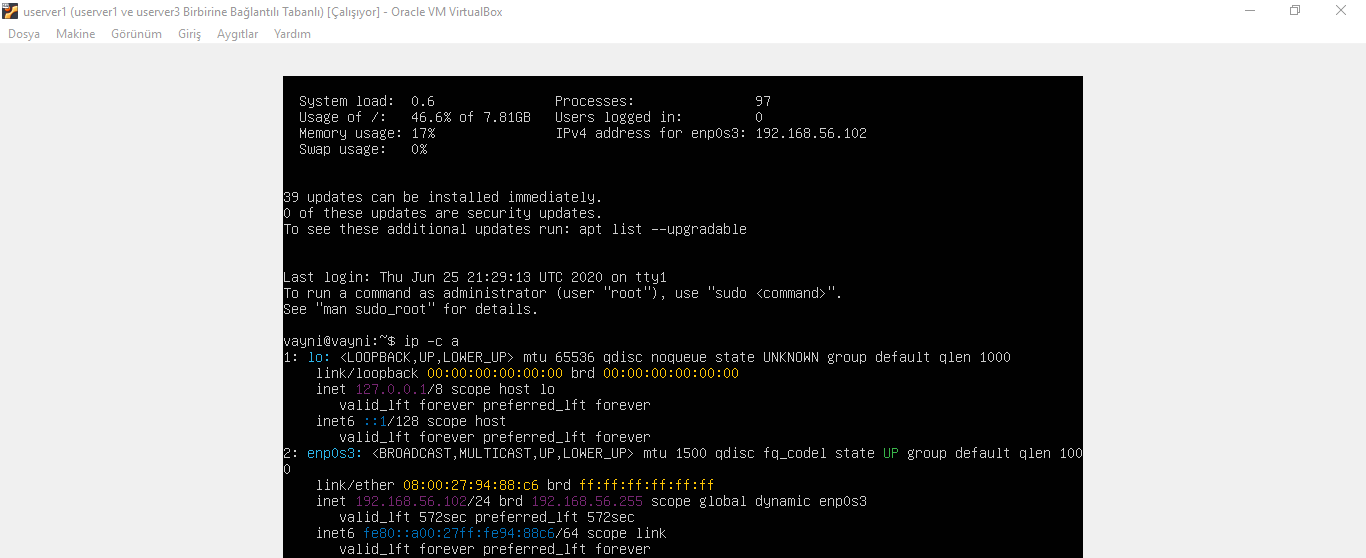 userver1 (userver1 ve userver3 Birbirine Bağlantılı Tabanlı) [Çalışıyor] - Oracle VM VirtualBox
Dosya Makine Görünüm Giriş Aygıtlar Yardım
System load: 0.6 Processes: 97
Usage of /: 46.6% of 7.81GB Users logged in: 0
Memory usage: 17% IPv4 address for enp0s3: 192.168.56.102
Swap usage: 0%
39 updates can be installed immediately.
0 of these updates are security updates.
To see these additional updates run: apt list --upgradable
Last login: Thu Jun 25 21:29:13 UTC 2020 on tty1
To run a command as administrator (user "root"), use "sudo <command>".
See "man sudo_root" for details.
vayni@vayni:~$ ip -c a
1: lo: <LOOPBACK,UP,LOWER_UP> mtu 65536 qdisc noqueue state UNKNOWN group default qlen 1000
link/loopback 00:00:00:00:00:00 brd 00:00:00:00:00:00
inet 127.0.0.1/8 scope host lo
valid_lft forever preferred_lft forever
inet6 ::1/128 scope host
valid_lft forever preferred_lft forever
2: enp0s3: <BROADCAST,MULTICAST,UP,LOWER_UP> mtu 1500 qdisc fq_codel state UP group default qlen 100
0
link/ether 08:00:27:94:88:c6 brd ff:ff:ff:ff:ff:ff
inet 192.168.56.102/24 brd 192.168.56.255 scope global dynamic enp0s3
valid_lft 572sec preferred_lft 572sec
inet6 fe80::a00:27ff:fe94:88c6/64 scope link
valid_lft forever preferred_lft forever